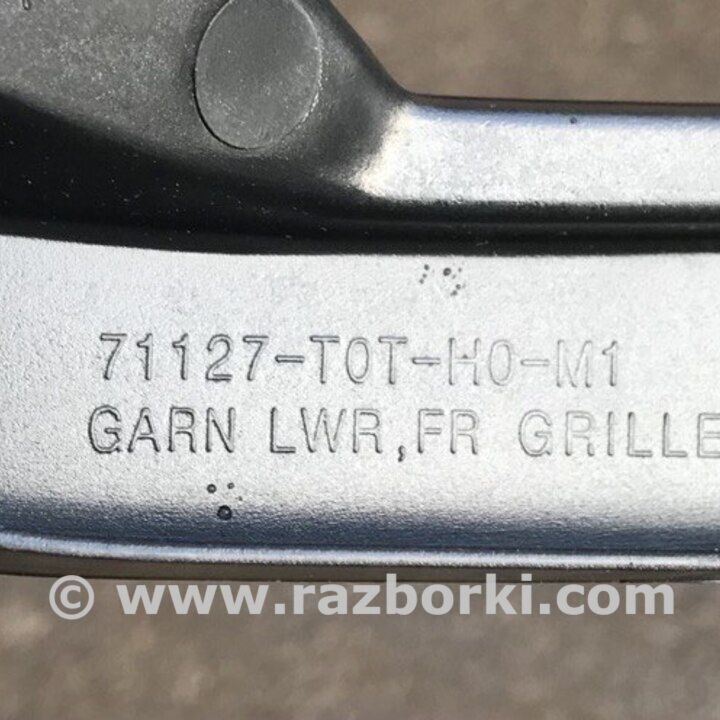 71127-T0T-H0-M1
GARN LWR,FR GRILLE
© www.razborki.com